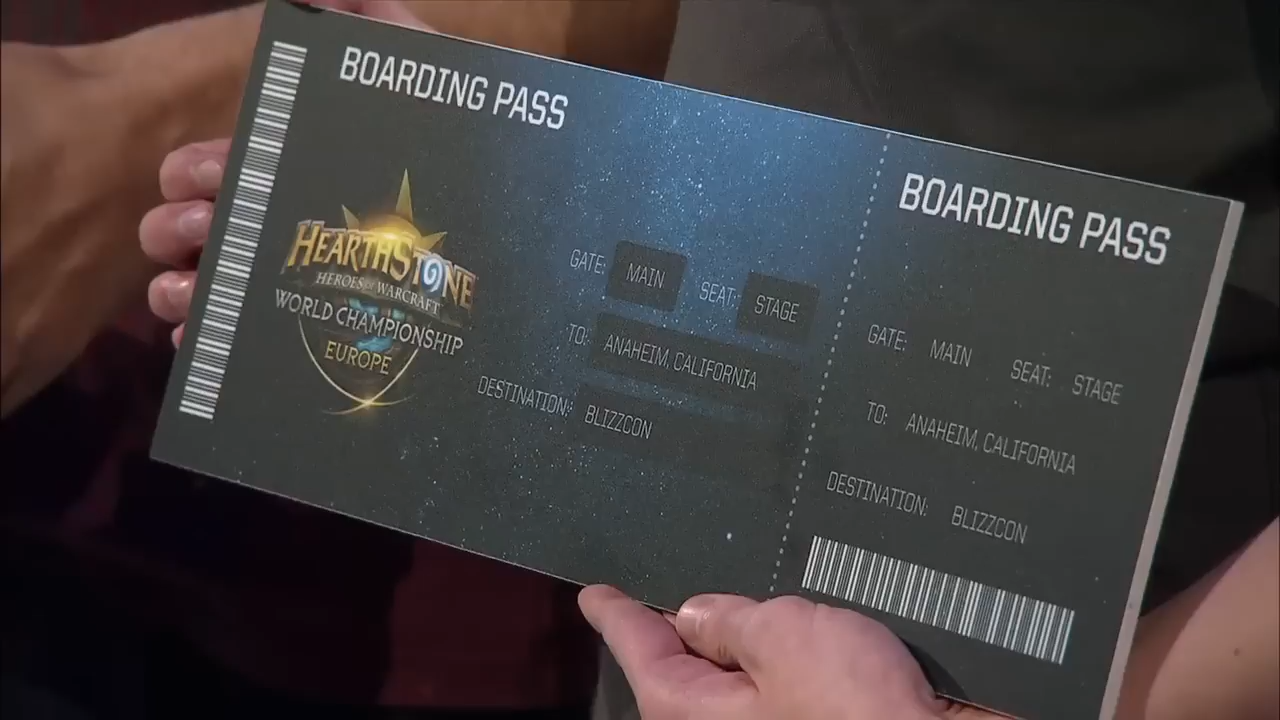 BOARDING PASS
HEARTHSTONE
HEROES OF WARCRAFT
WORLD CHAMPIONSHIP
EUROPE
GATE: MAIN SEAT: STAGE
TO: ANAHEIM, CALIFORNIA
DESTINATION: BLIZZCON
BOARDING PASS
GATE: MAIN SEAT: STAGE
TO: ANAHEIM, CALIFORNIA
DESTINATION: BLIZZCON